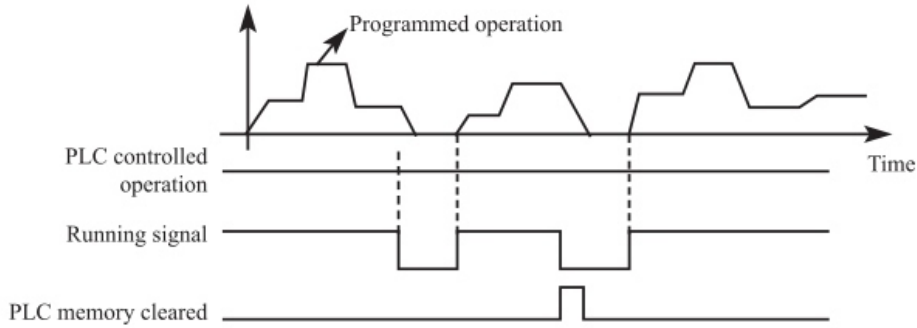 Programmed operation
Time
PLC controlled
operation
Running signal
PLC memory cleared